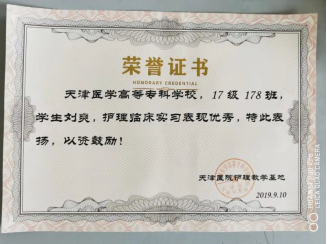 荣誉证书
HONORARY CREDENTIAL
天津医学高等专科学校，17级178班，
学生刘爽，护理临床实习表现优秀，特此表
扬，以资鼓励！
天津医院护理教学基地
2019.9.10
LEICA QUAD CAMERA